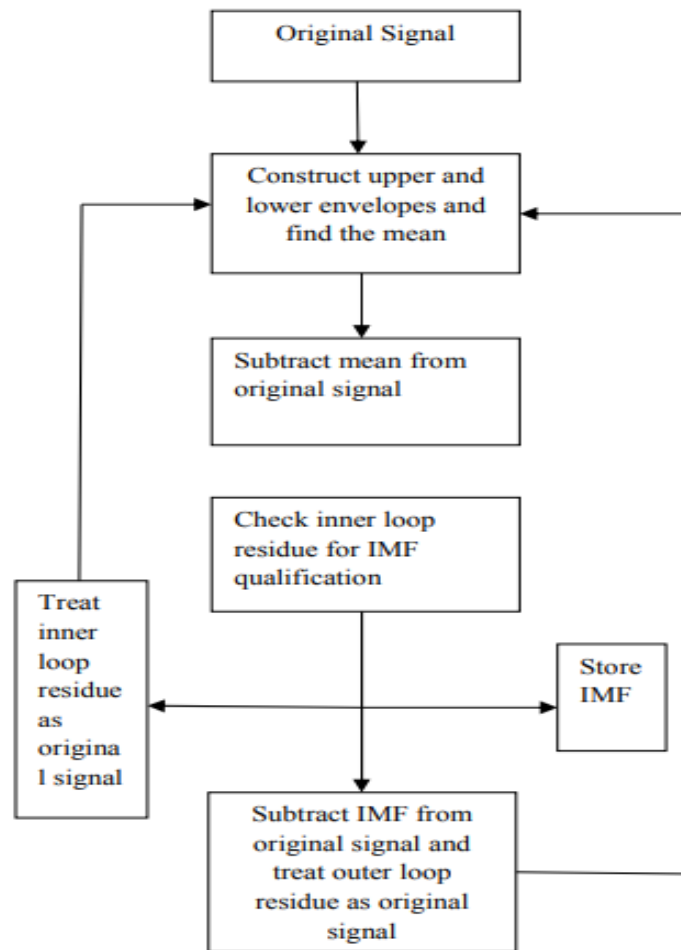 Original Signal
Construct upper and
lower envelopes and
find the mean
Subtract mean from
original signal
Check inner loop
residue for IMF
qualification
Treat
inner
loop
residue
as
origina
l signal
Store
IMF
Subtract IMF from
original signal and
treat outer loop
residue as original
signal